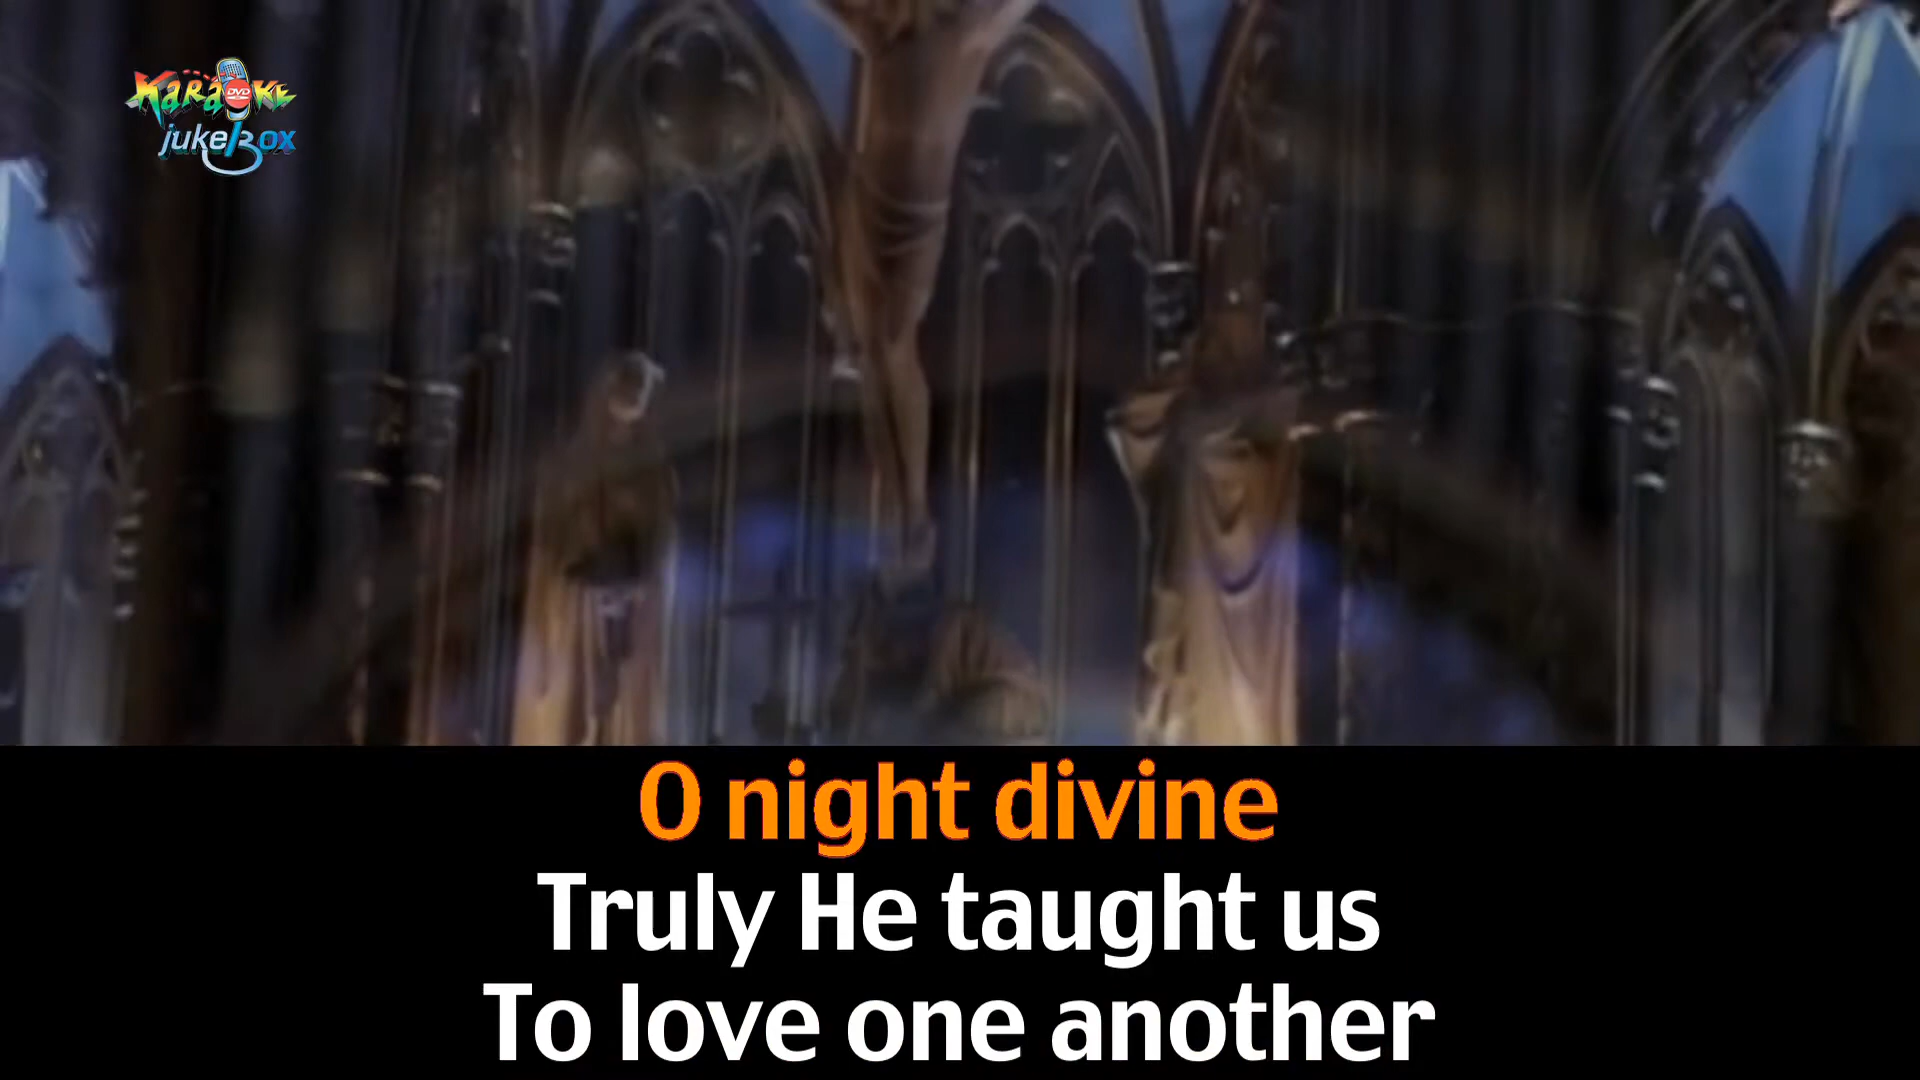 KARAOKE
DVD
jukeBox
O night divine
Truly He taught us
To love one another